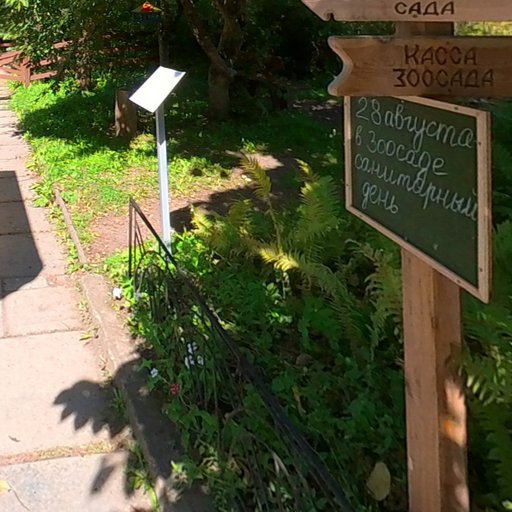 САДА
КАССА
ЗООСАДА
28 августа
в Зоосаде
санитарный
день